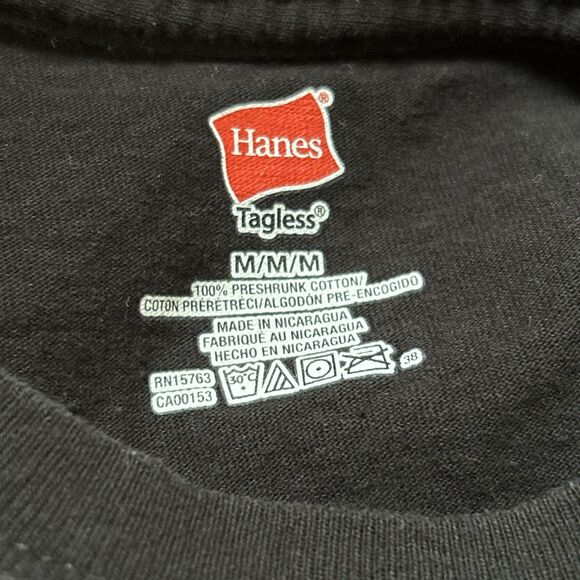 Hanes®
Tagless®
M/M/M
100% PRESHRUNK COTTON/
COTON PRÉRÉTRÉCI/ALGODÓN PRE-ENCOGIDO
MADE IN NICARAGUA
FABRIQUÉ AU NICARAGUA
HECHO EN NICARAGUA
RN15763
CA00153
30°C
38